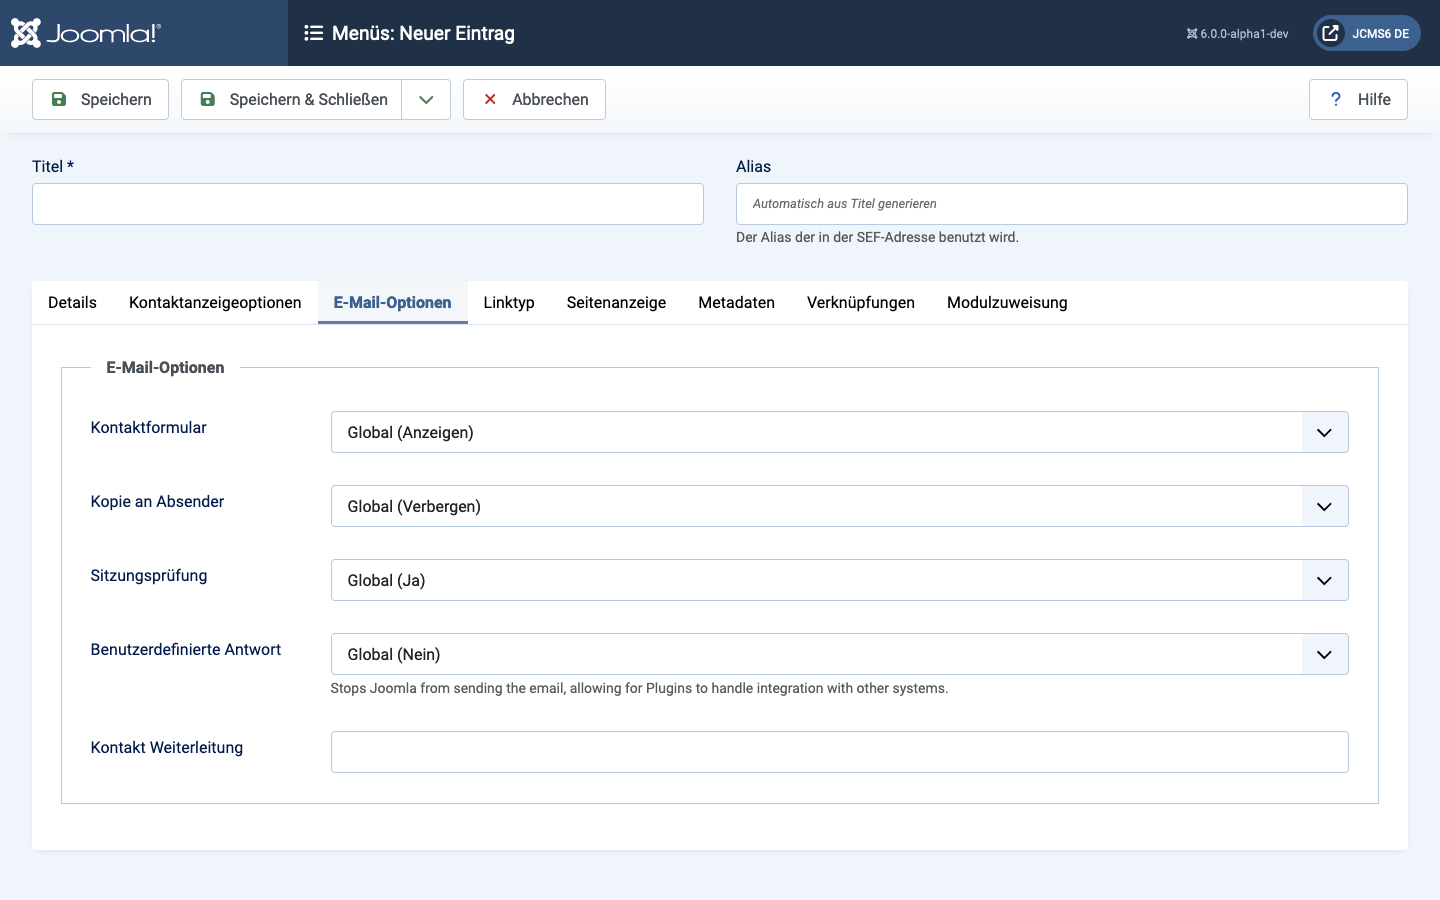 Joomla!®
Menüs: Neuer Eintrag
6.0.0-alpha1-dev
JCMS6 DE
Speichern
Speichern & Schließen
Abbrechen
? Hilfe
Titel *
Alias
Automatisch aus Titel generieren
Der Alias der in der SEF-Adresse benutzt wird.
Details
Kontaktanzeigeoptionen
E-Mail-Optionen
Linktyp
Seitenanzeige
Metadaten
Verknüpfungen
Modulzuweisung
E-Mail-Optionen
Kontaktformular
Global (Anzeigen)
Kopie an Absender
Global (Verbergen)
Sitzungsprüfung
Global (Ja)
Benutzerdefinierte Antwort
Global (Nein)
Stops Joomla from sending the email, allowing for Plugins to handle integration with other systems.
Kontakt Weiterleitung